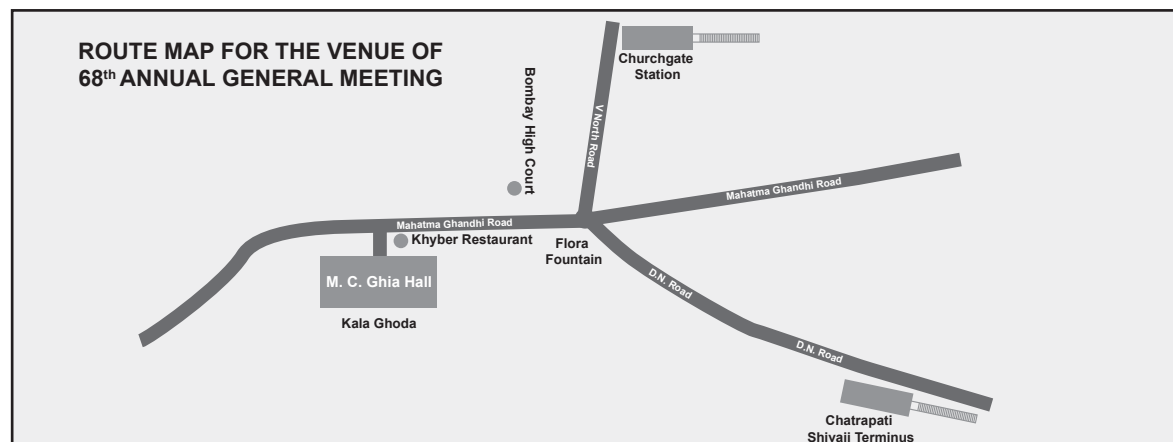 ROUTE MAP FOR THE VENUE OF
68th ANNUAL GENERAL MEETING
Churchgate
Station
Bombay High Court
V North Road
Mahatma Ghandhi Road
Mahatma Ghandhi Road
Khyber Restaurant
Flora
Fountain
M. C. Ghia Hall
Kala Ghoda
D.N. Road
D.N. Road
Chatrapati
Shivaji Terminus